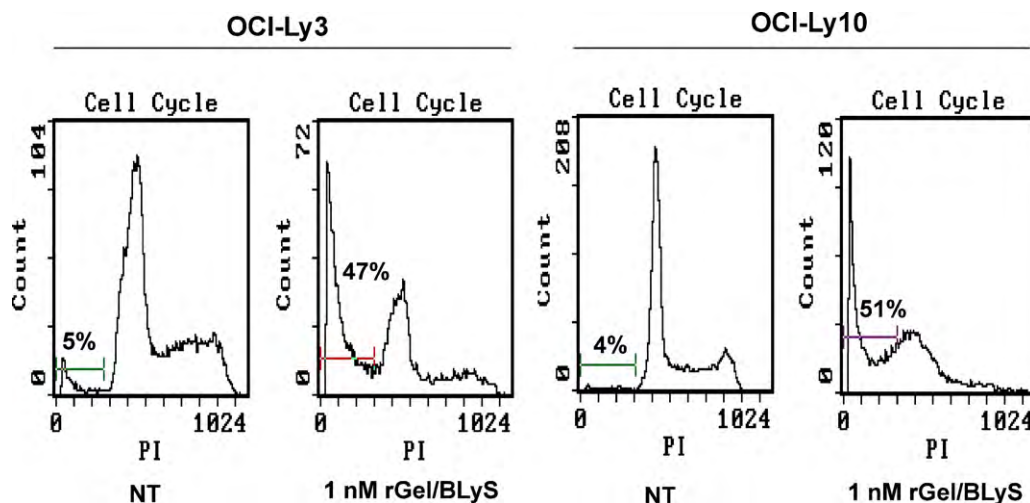 OCI-Ly3
OCI-Ly10
Cell Cycle
104
0
Count
5%
0 1024
PI
NT
Cell Cycle
72
0
Count
47%
0 1024
PI
1 nM rGel/BLyS
Cell Cycle
208
0
Count
4%
0 1024
PI
NT
Cell Cycle
120
0
Count
51%
0 1024
PI
1 nM rGel/BLyS